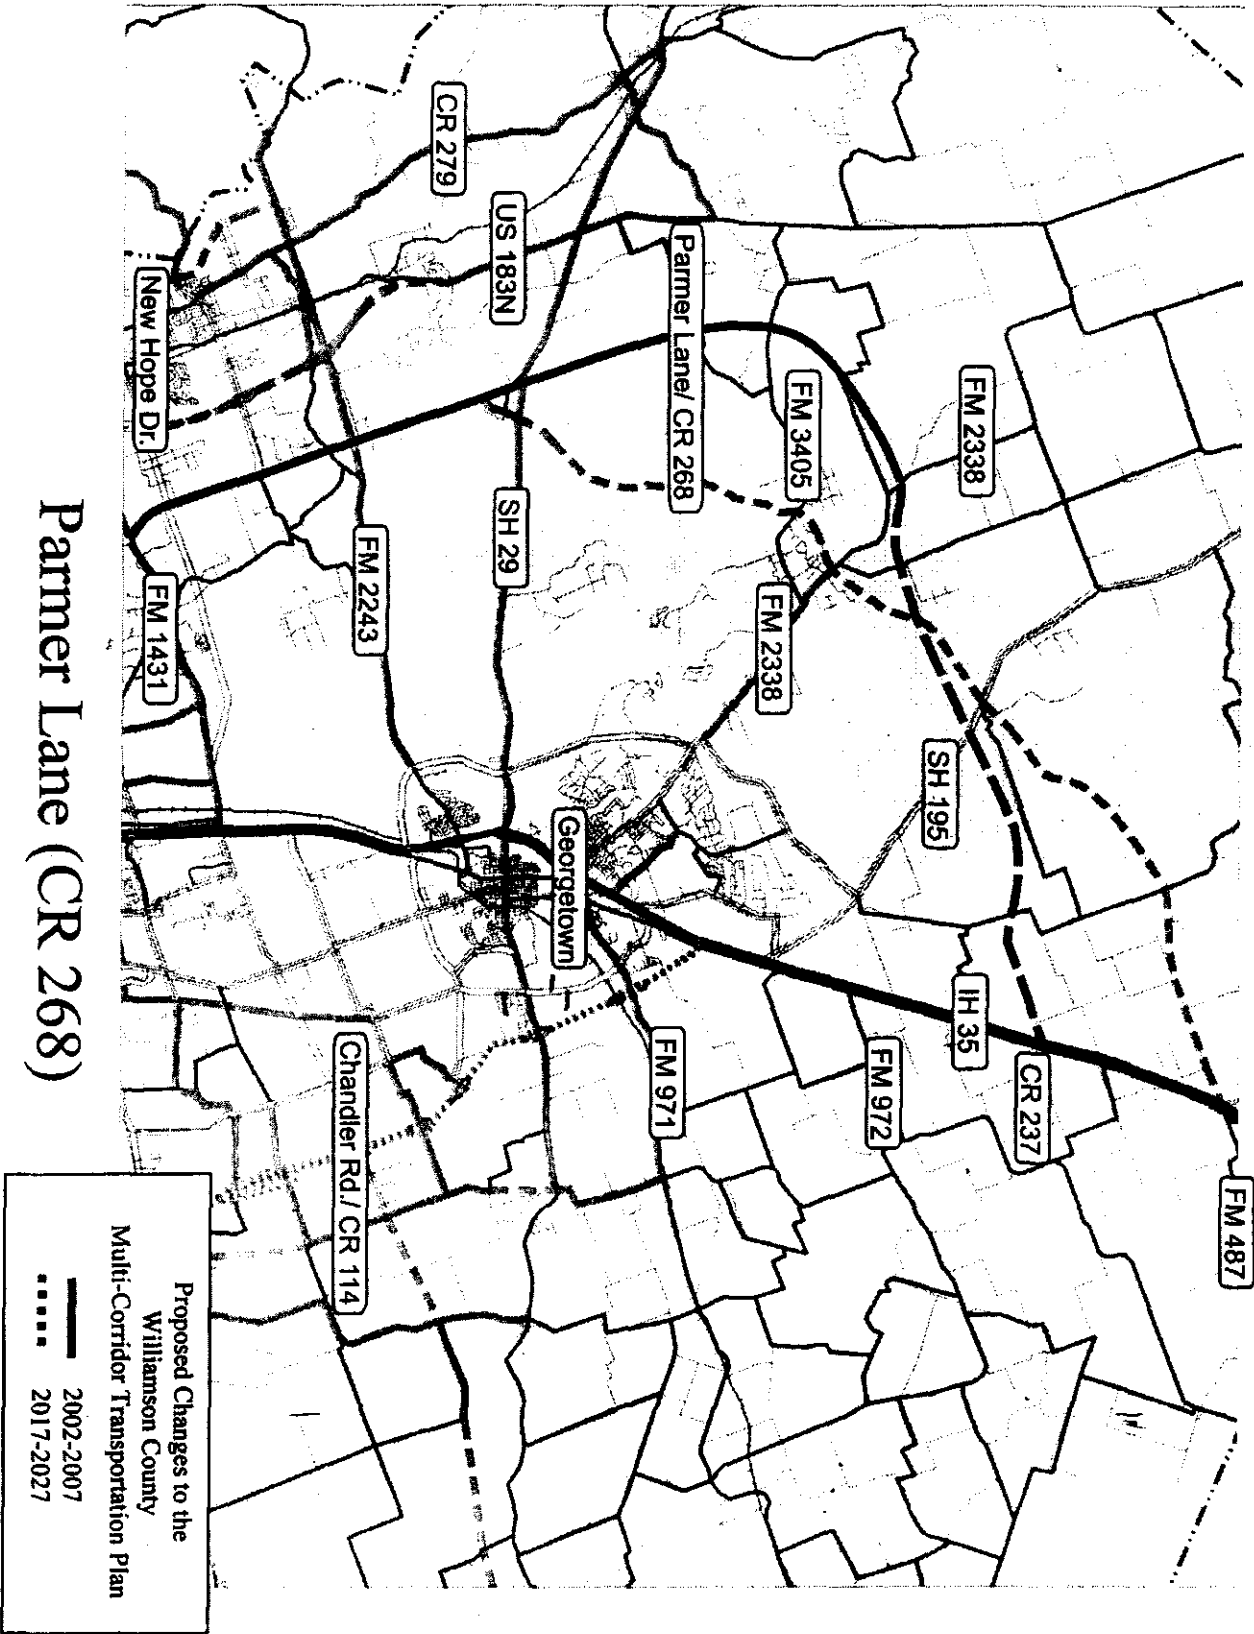 FM 487
CR 237
IH 35
FM 972
SH 195
FM 2338
FM 3405
FM 2338
FM 971
Parmer Lane/ CR 268
Georgetown
US 183N
SH 29
CR 279
FM 2243
Chandler Rd./ CR 114
New Hope Dr.
FM 1431
Parmer Lane (CR 268)
Proposed Changes to the
Williamson County
Multi-Corridor Transportation Plan
2002-2007
2017-2027